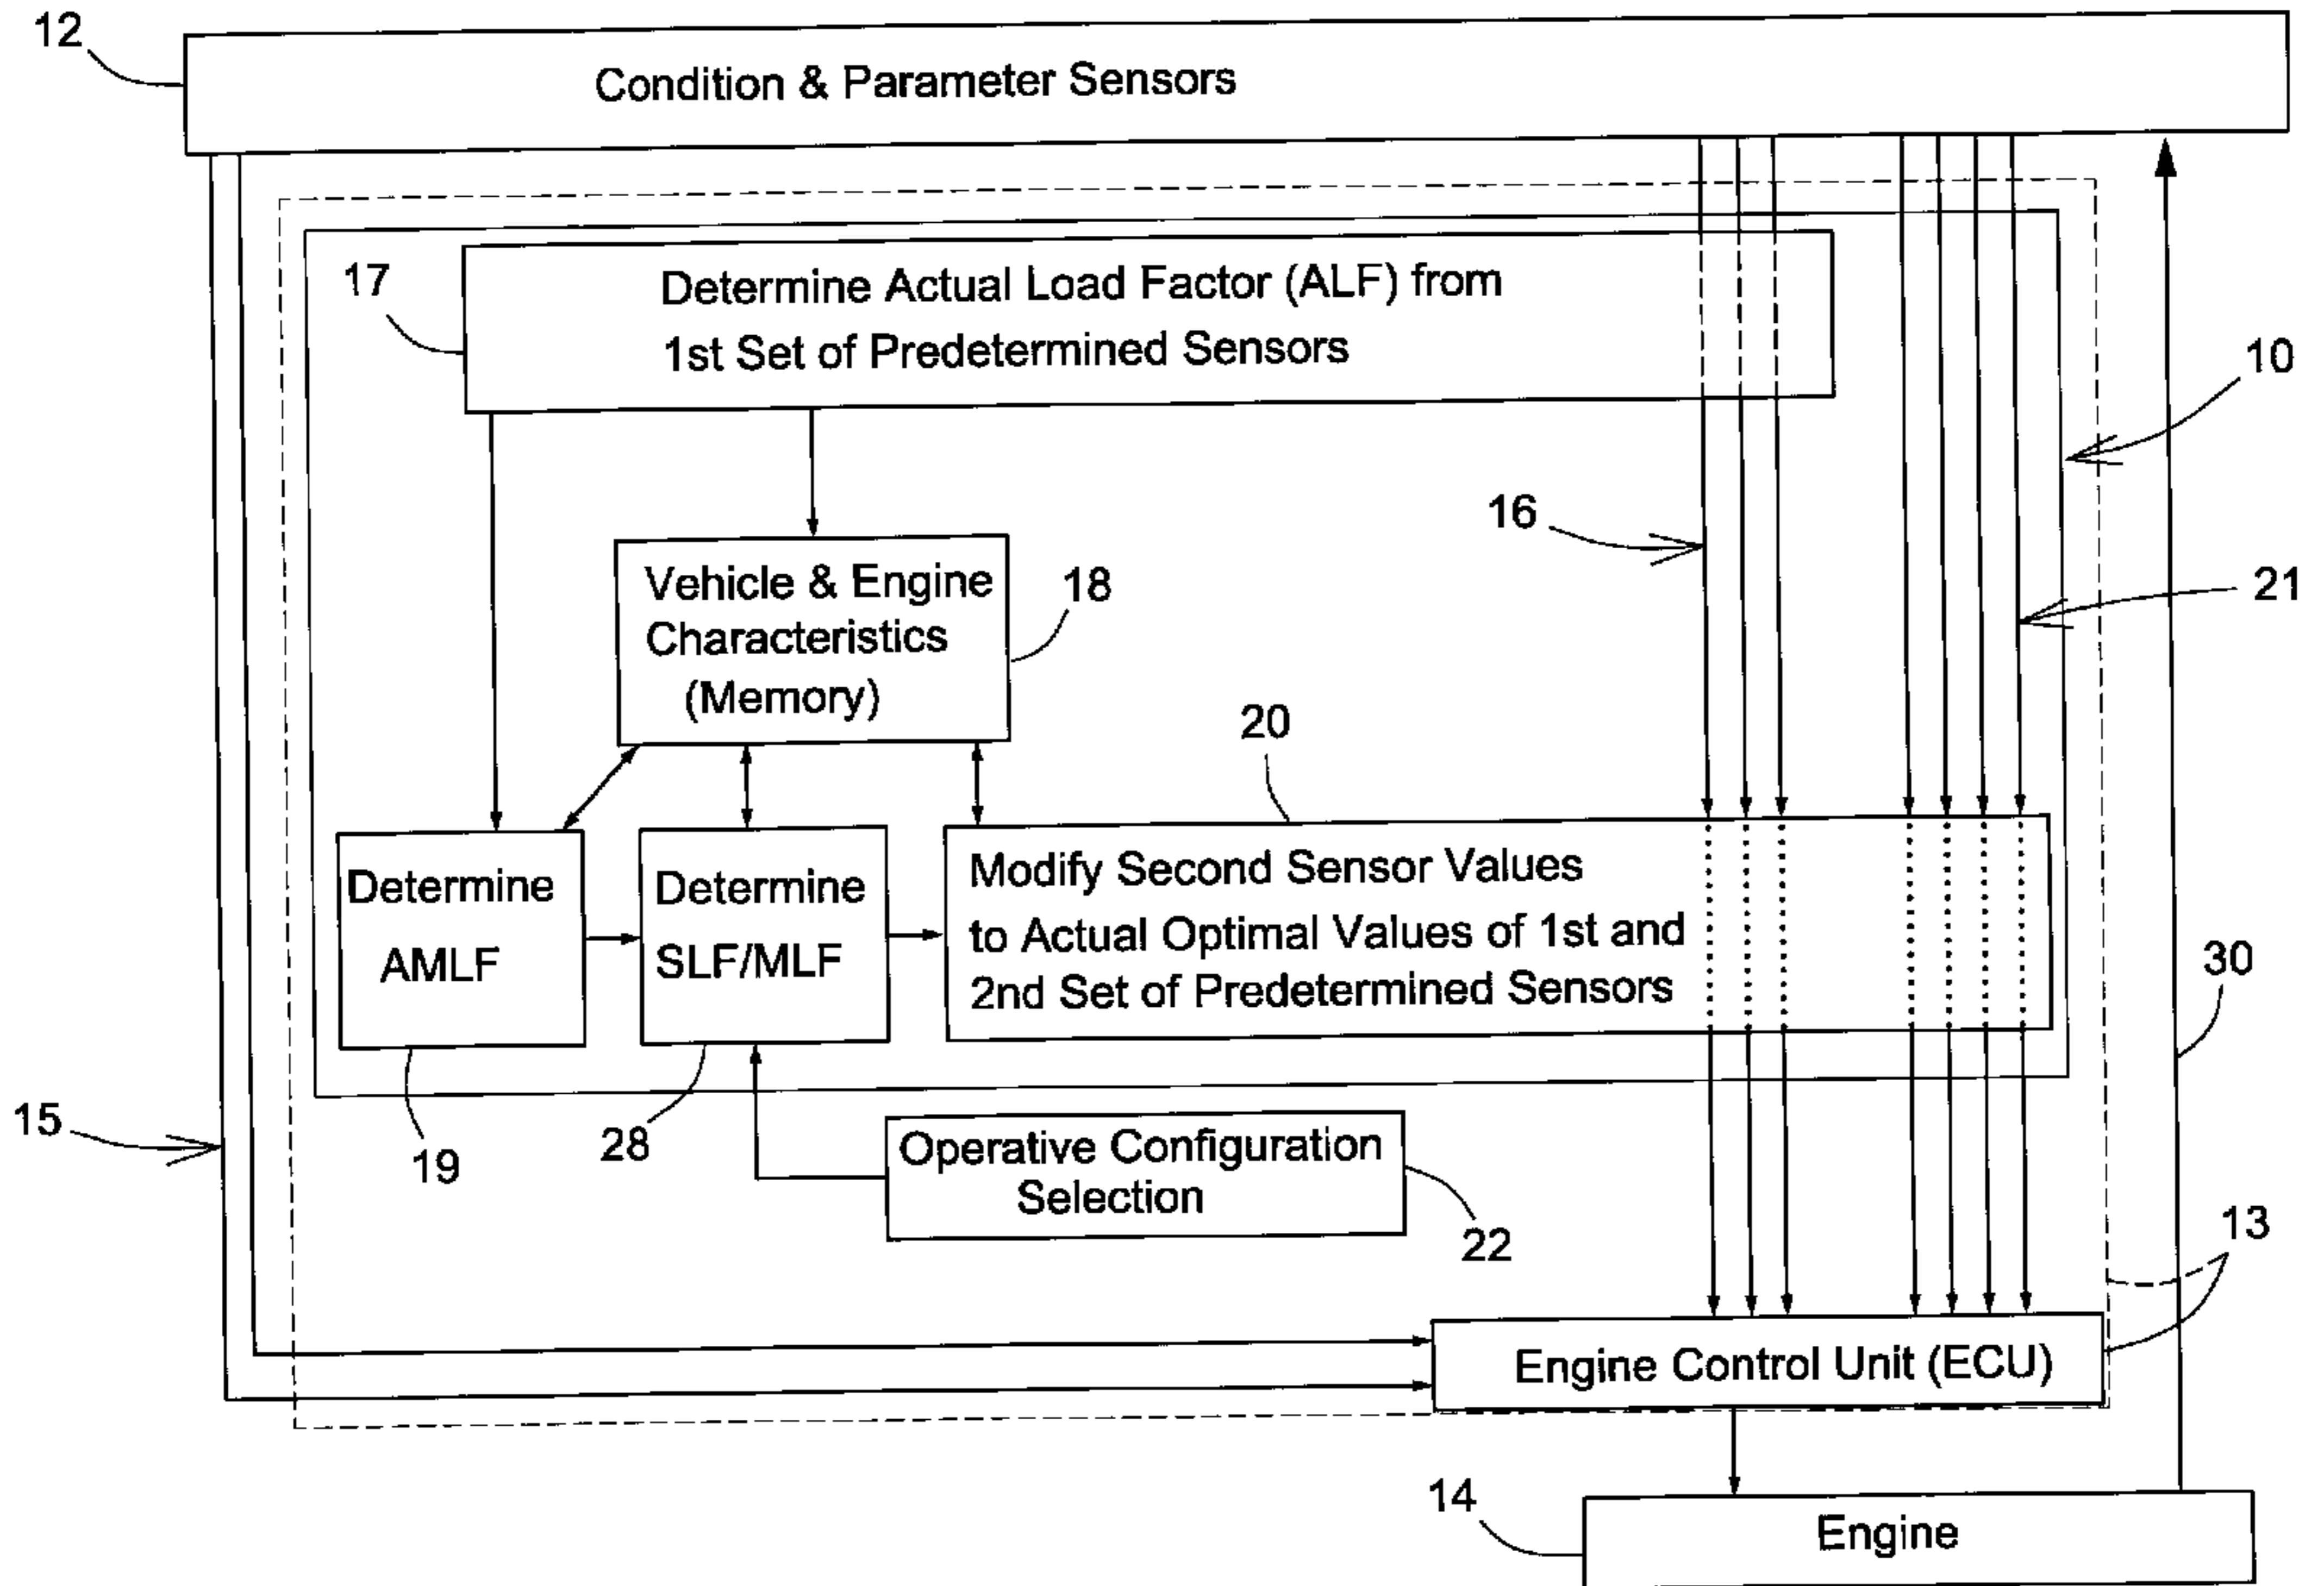 12
Condition & Parameter Sensors
17
Determine Actual Load Factor (ALF) from
1st Set of Predetermined Sensors
10
16
21
Vehicle & Engine
Characteristics
(Memory)
18
20
Determine
AMLF
Determine
SLF/MLF
Modify Second Sensor Values
to Actual Optimal Values of 1st and
2nd Set of Predetermined Sensors
30
15
19
28
Operative Configuration
Selection
22
13
Engine Control Unit (ECU)
14
Engine